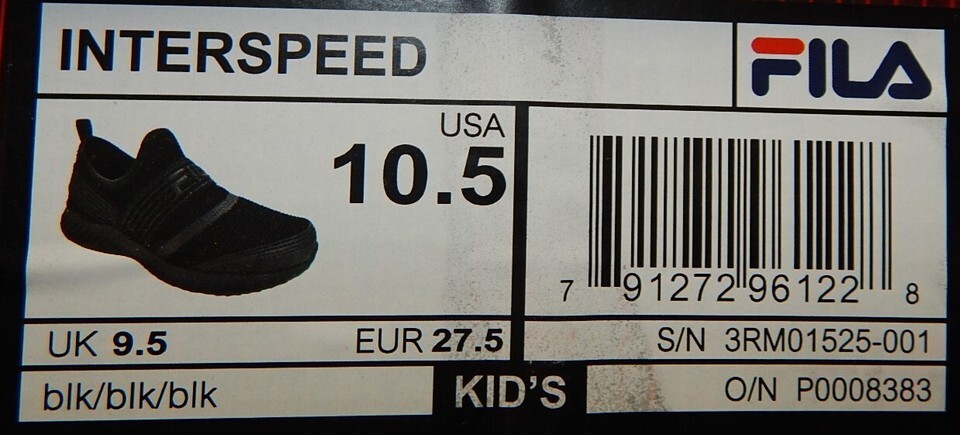 INTERSPEED
FILA
USA
10.5
7 91272 96122 8
UK 9.5
EUR 27.5
S/N 3RM01525-001
blk/blk/blk
KID'S
O/N P0008383